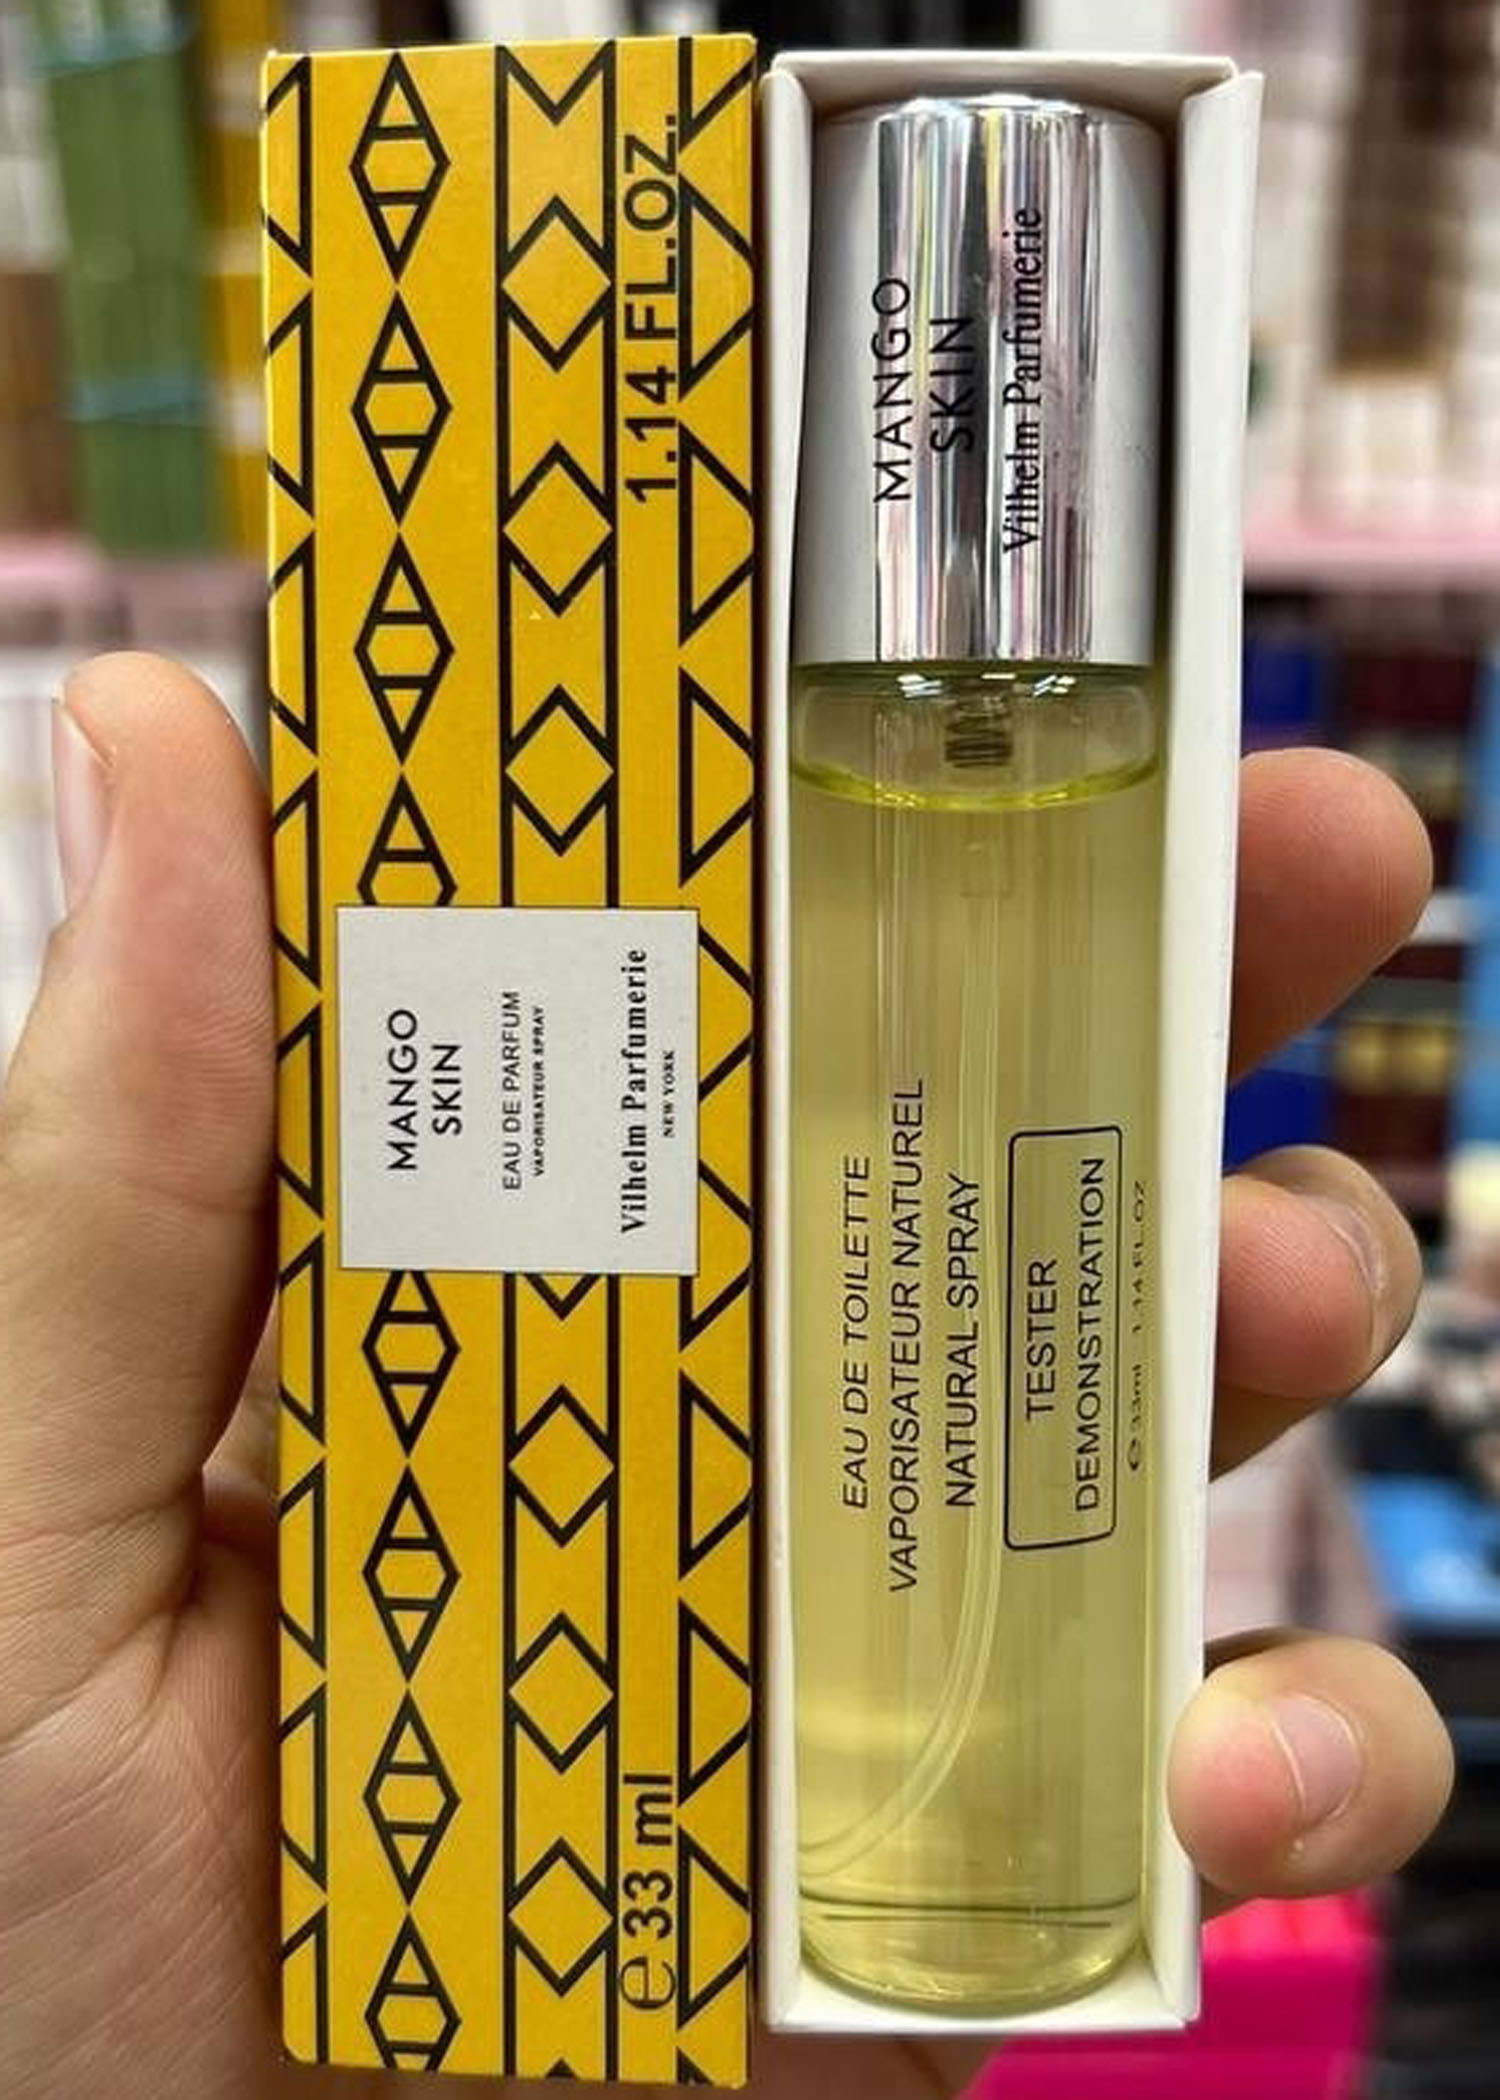 1.14 FL.OZ.
e 33 ml
MANGO
SKIN
EAU DE PARFUM
VAPORISATEUR SPRAY
Vilhelm Parfumerie
NEW YORK
MANGO
SKIN
Vilhelm Parfumerie
EAU DE TOILETTE
VAPORISATEUR NATUREL
NATURAL SPRAY
TESTER
DEMONSTRATION
e 33ml 1.14 FL.OZ